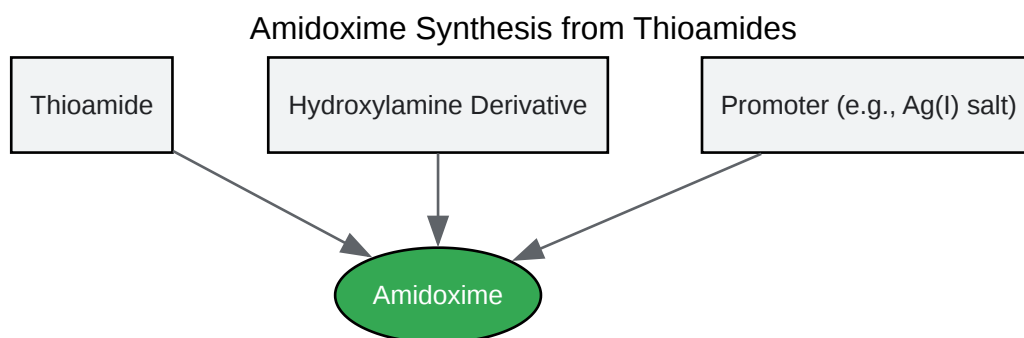 Amidoxime Synthesis from Thioamides
Thioamide
Hydroxylamine Derivative
Promoter (e.g., Ag(I) salt)
Amidoxime